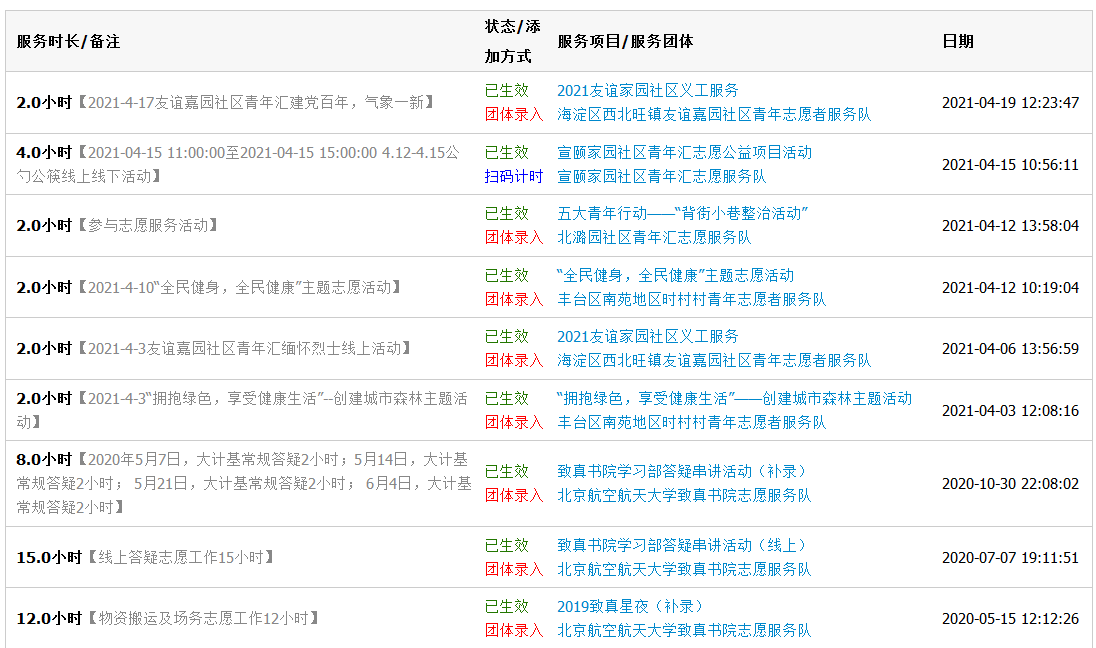 服务时长/备注
状态/添
加方式
服务项目/服务团体
日期
2.0小时【2021-4-17友谊嘉园社区青年汇建党百年，气象一新】
已生效
团体录入
2021友谊家园社区义工服务
海淀区西北旺镇友谊嘉园社区青年志愿者服务队
2021-04-19 12:23:47
4.0小时【2021-04-15 11:00:00至2021-04-15 15:00:00 4.12-4.15公
勺公筷线上线下活动】
已生效
扫码计时
宣颐家园社区青年汇志愿公益项目活动
宣颐家园社区青年汇志愿服务队
2021-04-15 10:56:11
2.0小时【参与志愿服务活动】
已生效
团体录入
五大青年行动——“背街小巷整治活动”
北潞园社区青年汇志愿服务队
2021-04-12 13:58:04
2.0小时【2021-4-10“全民健身，全民健康”主题志愿活动】
已生效
团体录入
“全民健身，全民健康”主题志愿活动
丰台区南苑地区时村村青年志愿者服务队
2021-04-12 10:19:04
2.0小时【2021-4-3友谊嘉园社区青年汇缅怀烈士线上活动】
已生效
团体录入
2021友谊家园社区义工服务
海淀区西北旺镇友谊嘉园社区青年志愿者服务队
2021-04-06 13:56:59
2.0小时【2021-4-3“拥抱绿色，享受健康生活”--创建城市森林主题活
动】
已生效
团体录入
“拥抱绿色，享受健康生活”——创建城市森林主题活动
丰台区南苑地区时村村青年志愿者服务队
2021-04-03 12:08:16
8.0小时【2020年5月7日，大计基常规答疑2小时；5月14日，大计基
常规答疑2小时； 5月21日，大计基常规答疑2小时； 6月4日，大计基
常规答疑2小时】
已生效
团体录入
致真书院学习部答疑串讲活动（补录）
北京航空航天大学致真书院志愿服务队
2020-10-30 22:08:02
15.0小时【线上答疑志愿工作15小时】
已生效
团体录入
致真书院学习部答疑串讲活动（线上）
北京航空航天大学致真书院志愿服务队
2020-07-07 19:11:51
12.0小时【物资搬运及场务志愿工作12小时】
已生效
团体录入
2019致真星夜（补录）
北京航空航天大学致真书院志愿服务队
2020-05-15 12:12:26